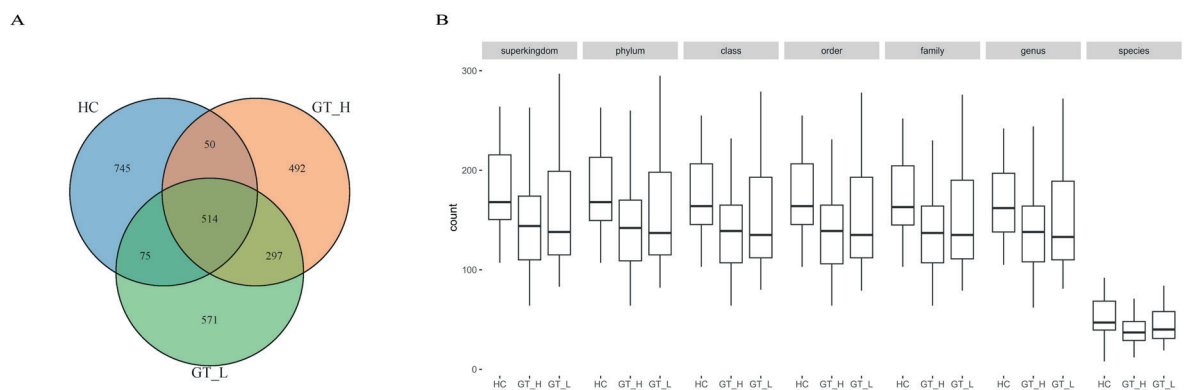 A
HC
GT_H
745
50
492
514
75
297
571
GT_L
B
superkingdom phylum class order family genus species
300
200
100
0
count
HC GT_H GT_L HC GT_H GT_L HC GT_H GT_L HC GT_H GT_L HC GT_H GT_L HC GT_H GT_L HC GT_H GT_L